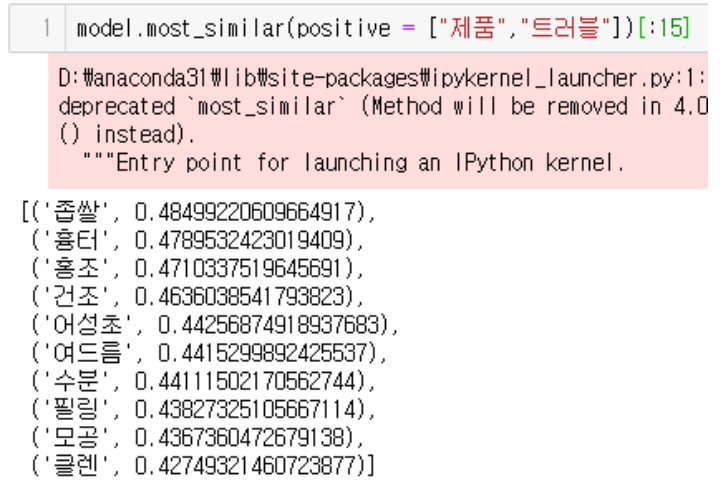 1 model.most_similar(positive = ["제품","트러블"])[:15]
D:₩anaconda31₩lib₩site-packages₩ipykernel_launcher.py:1:
deprecated `most_similar` (Method will be removed in 4.0
() instead).
"""Entry point for launching an IPython kernel.
[('좁쌀', 0.48499220609664917),
('흉터', 0.4789532423019409),
('홍조', 0.4710337519645691),
('건조', 0.4636038541793823),
('어성초', 0.44256874918937683),
('여드름', 0.4415299892425537),
('수분', 0.44111502170562744),
('필링', 0.43827325105667114),
('모공', 0.4367360472679138),
('클렌', 0.42749321460723877)]